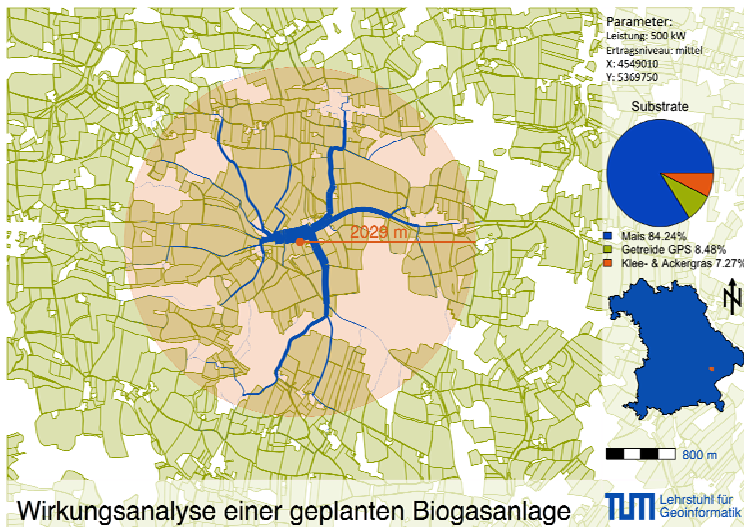 Parameter:
Leistung: 500 kW
Ertragsniveau: mittel
X: 4549010
Y: 5369750
Substrate
Mais 84.24%
Getreide GPS 8.48%
Klee- & Ackergras 7.27%
2029 m
N
800 m
Wirkungsanalyse einer geplanten Biogasanlage
TUM
Lehrstuhl für
Geoinformatik